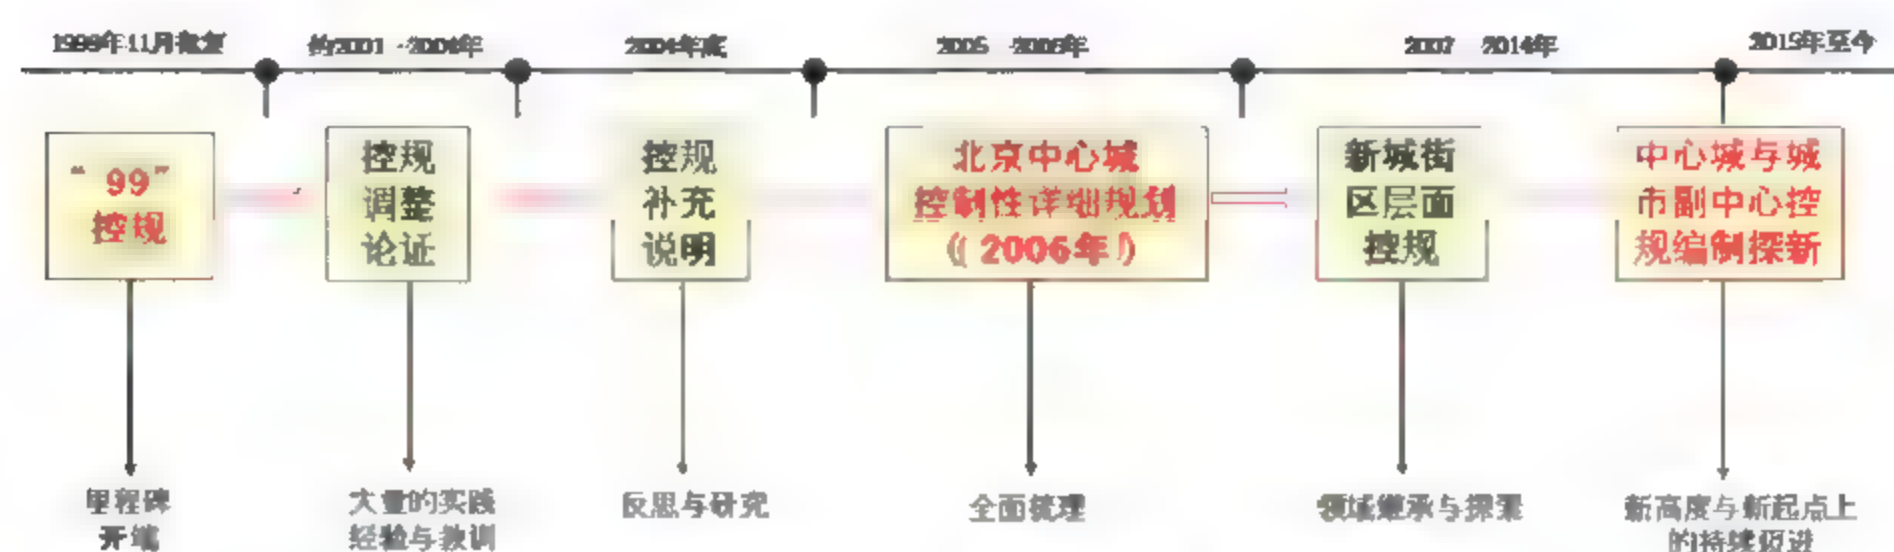 1999年11月批复
约2001-2004年
2004年底
2005 2006年
2007 2014年
2015年至今
“99”
控规
控规
调整
论证
控规
补充
说明
北京中心城
控制性详细规划
(2006年)
新城街
区层面
控规
中心城与城
市副中心控
规编制探新
里程碑
开端
大量的实践
经验与教训
反思与研究
全面梳理
域继承与探索
新高度与新起点上
的持续迈进